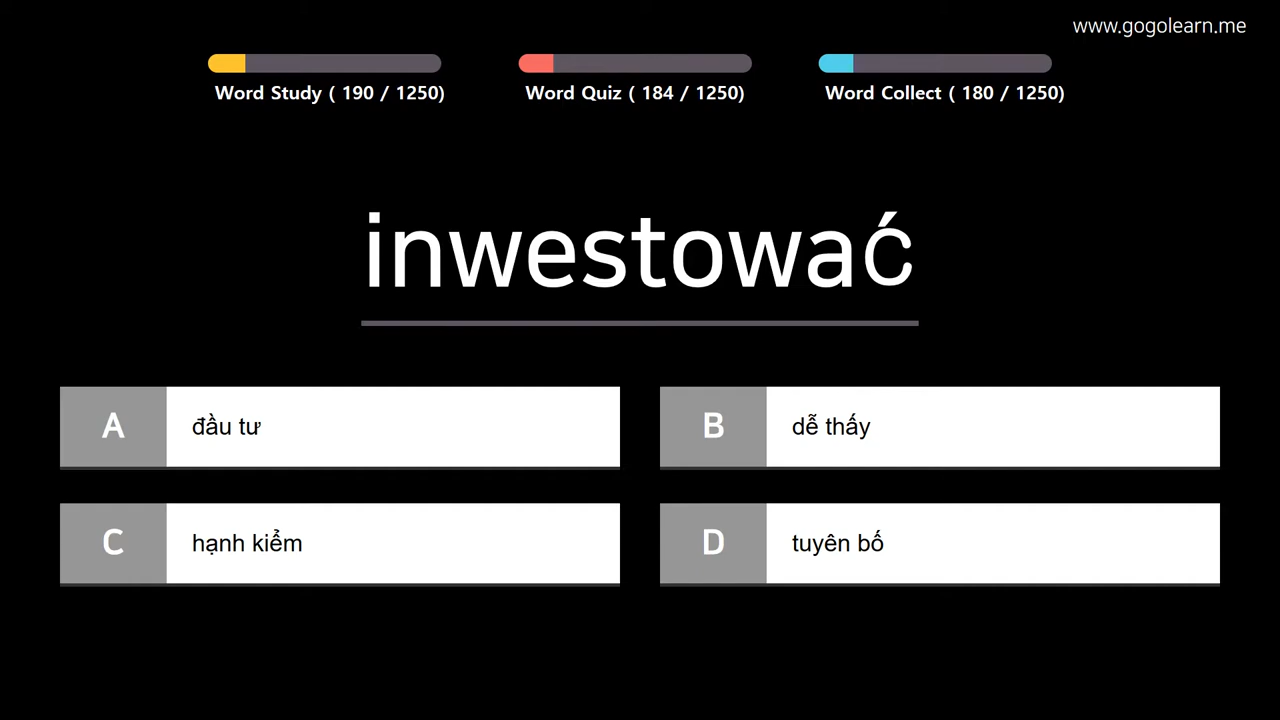 www.gogolearn.me
Word Study ( 190 / 1250)
Word Quiz ( 184 / 1250)
Word Collect ( 180 / 1250)
inwestować
A đầu tư
B dễ thấy
C hạnh kiểm
D tuyên bố